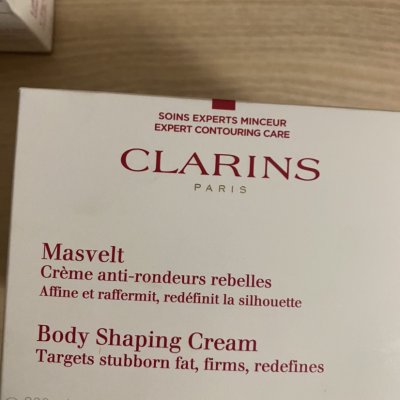 SOINS EXPERTS MINCEUR
EXPERT CONTOURING CARE
CLARINS
PARIS
Masvelt
Crème anti-rondeurs rebelles
Affine et raffermit, redéfinit la silhouette
Body Shaping Cream
Targets stubborn fat, firms, redefines